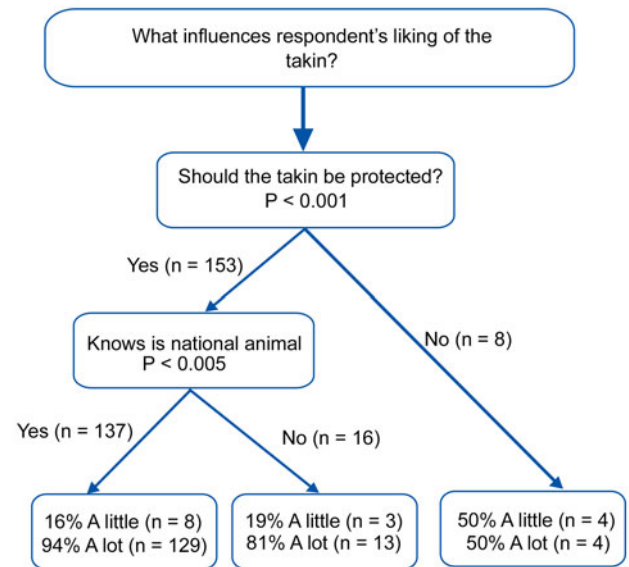 What influences respondent's liking of the
takin?
Should the takin be protected?
P < 0.001
Yes (n = 153)
No (n = 8)
Knows is national animal
P < 0.005
Yes (n = 137)
No (n = 16)
16% A little (n = 8)
94% A lot (n = 129)
19% A little (n = 3)
81% A lot (n = 13)
50% A little (n = 4)
50% A lot (n = 4)